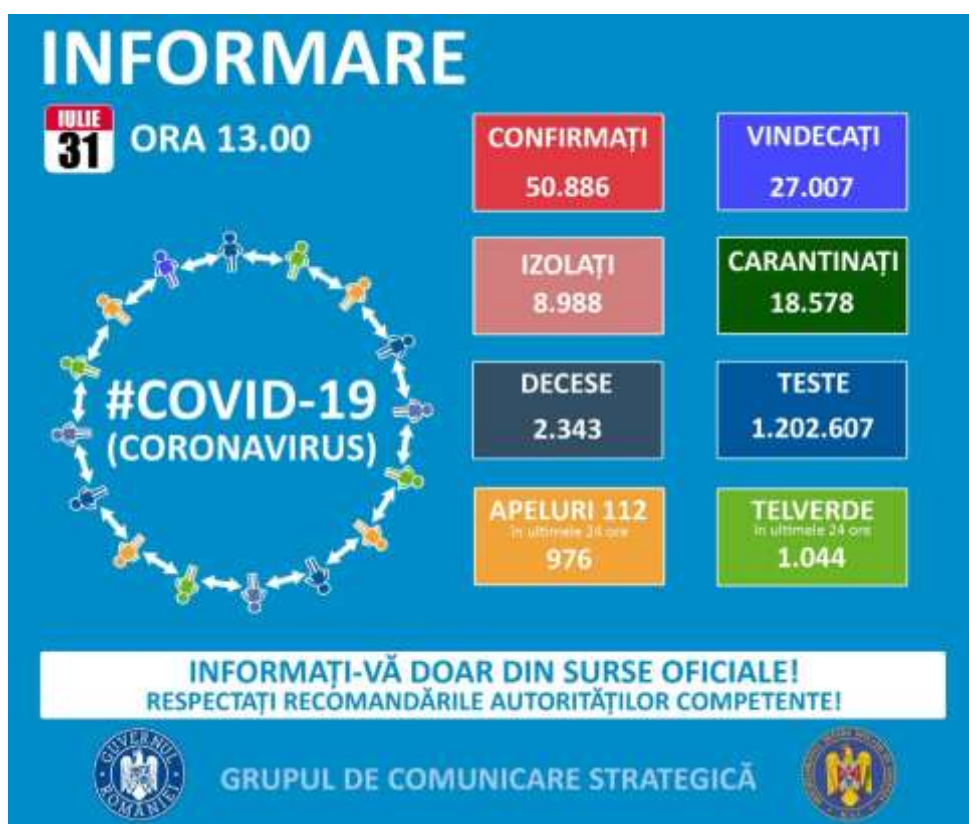 INFORMARE
IULIE
31
ORA 13.00
CONFIRMAȚI
50.886
VINDECAȚI
27.007
IZOLAȚI
8.988
CARANTINAȚI
18.578
DECESE
2.343
TESTE
1.202.607
APELURI 112
în ultimele 24 ore
976
TELVERDE
în ultimele 24 ore
1.044
#COVID-19
(CORONAVIRUS)
INFORMAȚI-VĂ DOAR DIN SURSE OFICIALE!
RESPECTAȚI RECOMANDĂRILE AUTORITĂȚILOR COMPETENTE!
GUVERNUL
ROMÂNIEI
GRUPUL DE COMUNICARE STRATEGICĂ